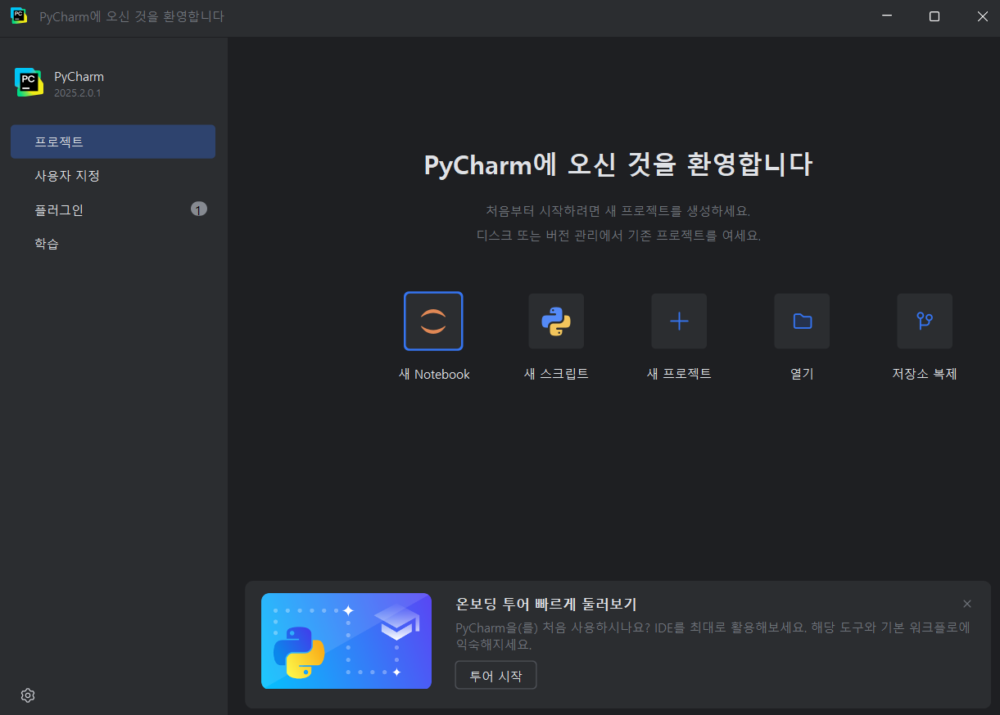 PyCharm에 오신 것을 환영합니다
PC
PyCharm
2025.2.0.1
프로젝트
사용자 지정
플러그인
1
학습
PyCharm에 오신 것을 환영합니다
처음부터 시작하려면 새 프로젝트를 생성하세요.
디스크 또는 버전 관리에서 기존 프로젝트를 여세요.
새 Notebook
새 스크립트
새 프로젝트
열기
저장소 복제
온보딩 투어 빠르게 둘러보기
PyCharm을(를) 처음 사용하시나요? IDE를 최대로 활용해보세요. 해당 도구와 기본 워크플로에
익숙해지세요.
투어 시작